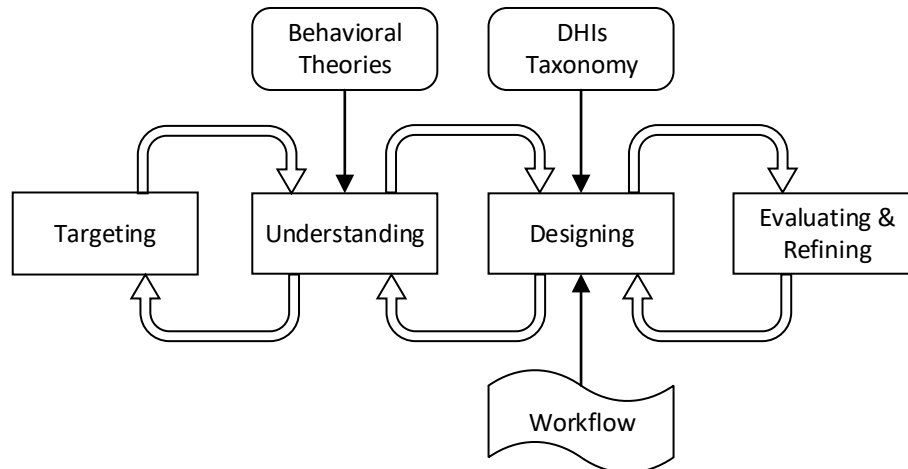 Behavioral
Theories
DHIs
Taxonomy
Targeting
Understanding
Designing
Evaluating &
Refining
Workflow